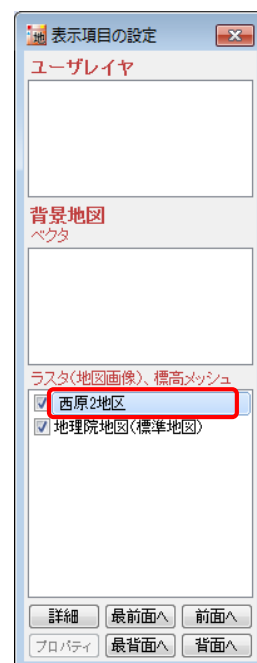 地 表示項目の設定
ユーザレイヤ
背景地図
ベクタ
ラスタ(地図画像)、標高メッシュ
西原2地区
地理院地図(標準地図)
詳細 最前面へ 前面へ
プロパティ 最背面へ 背面へ